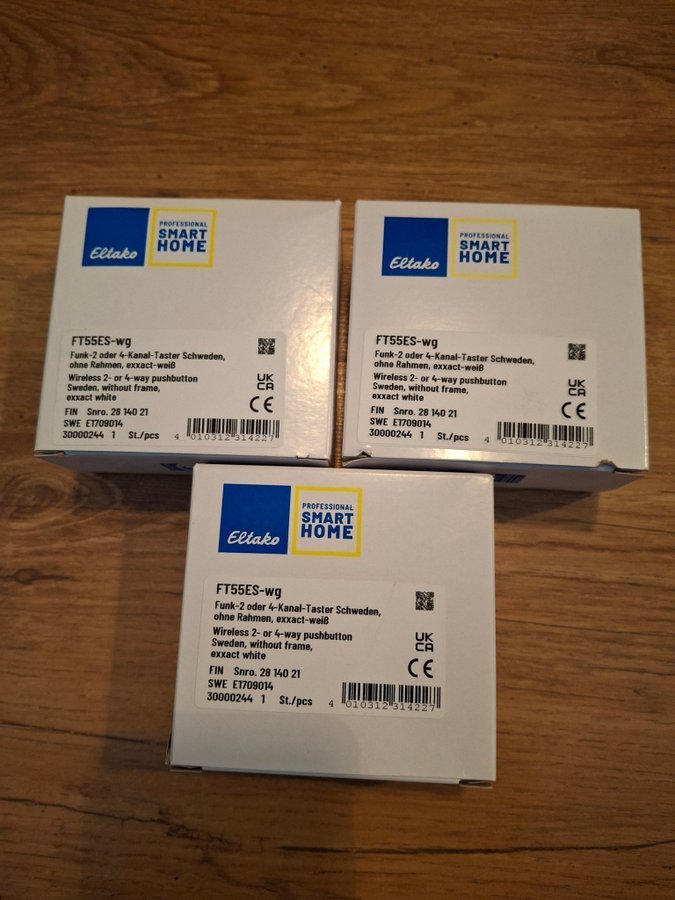 Eltako
PROFESSIONAL
SMART
HOME
FT55ES-wg
Funk-2 oder 4-Kanal-Taster Schweden,
ohne Rahmen, exxact-weiß
Wireless 2- or 4-way pushbutton
Sweden, without frame,
exxact white
UK
CA
CE
FIN Snro. 28 140 21
SWE E1709014
30000244 1 St./pcs
4 010312 314227
Eltako
PROFESSIONAL
SMART
HOME
FT55ES-wg
Funk-2 oder 4-Kanal-Taster Schweden,
ohne Rahmen, exxact-weiß
Wireless 2- or 4-way pushbutton
Sweden, without frame,
exxact white
UK
CA
CE
FIN Snro. 28 140 21
SWE E1709014
30000244 1 St./pcs
4 010312 314227
Eltako
PROFESSIONAL
SMART
HOME
FT55ES-wg
Funk-2 oder 4-Kanal-Taster Schweden,
ohne Rahmen, exxact-weiß
Wireless 2- or 4-way pushbutton
Sweden, without frame,
exxact white
UK
CA
CE
FIN Snro. 28 140 21
SWE E1709014
30000244 1 St./pcs
4 010312 314227